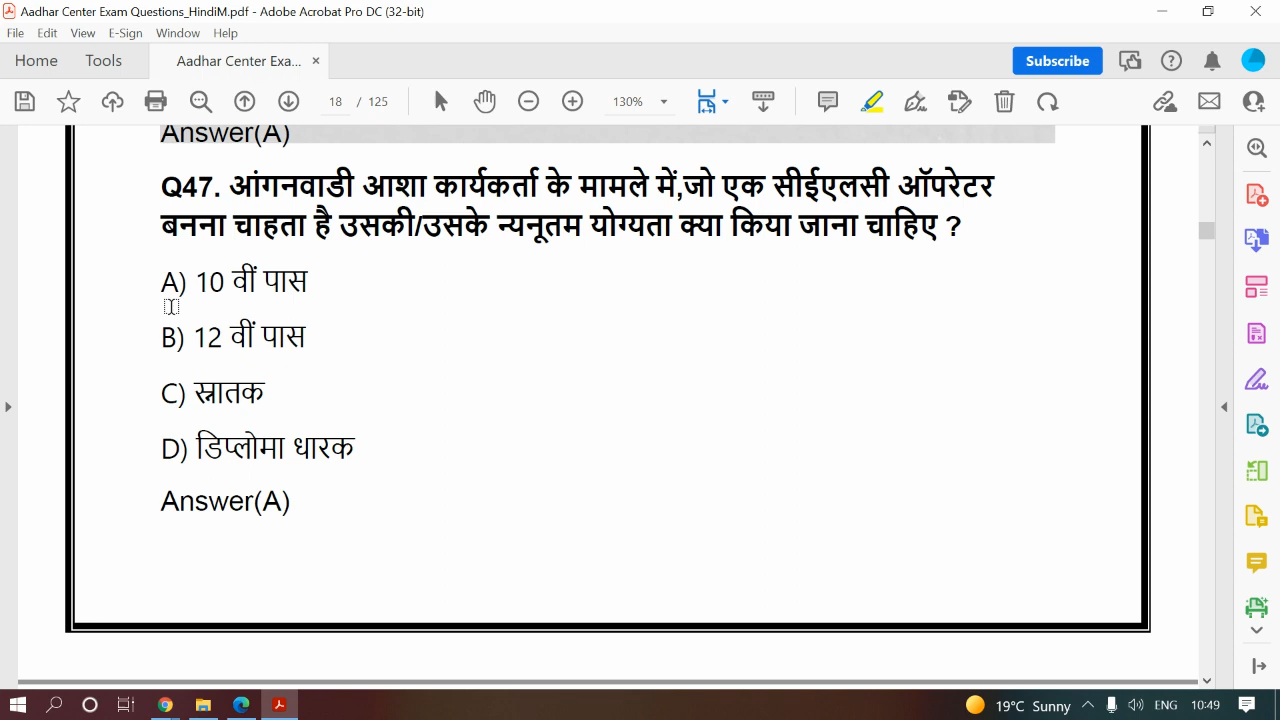 Aadhar Center Exam Questions_HindiM.pdf - Adobe Acrobat Pro DC (32-bit)
File Edit View E-Sign Window Help
Home Tools Aadhar Center Exa... × Subscribe
18 / 125 130%
Answer(A)
Q47. आंगनवाडी आशा कार्यकर्ता के मामले में,जो एक सीईएलसी ऑपरेटर
बनना चाहता है उसकी/उसके न्यनूतम योग्यता क्या किया जाना चाहिए ?
A) 10 वीं पास
B) 12 वीं पास
C) स्नातक
D) डिप्लोमा धारक
Answer(A)
19°C Sunny ENG 10:49